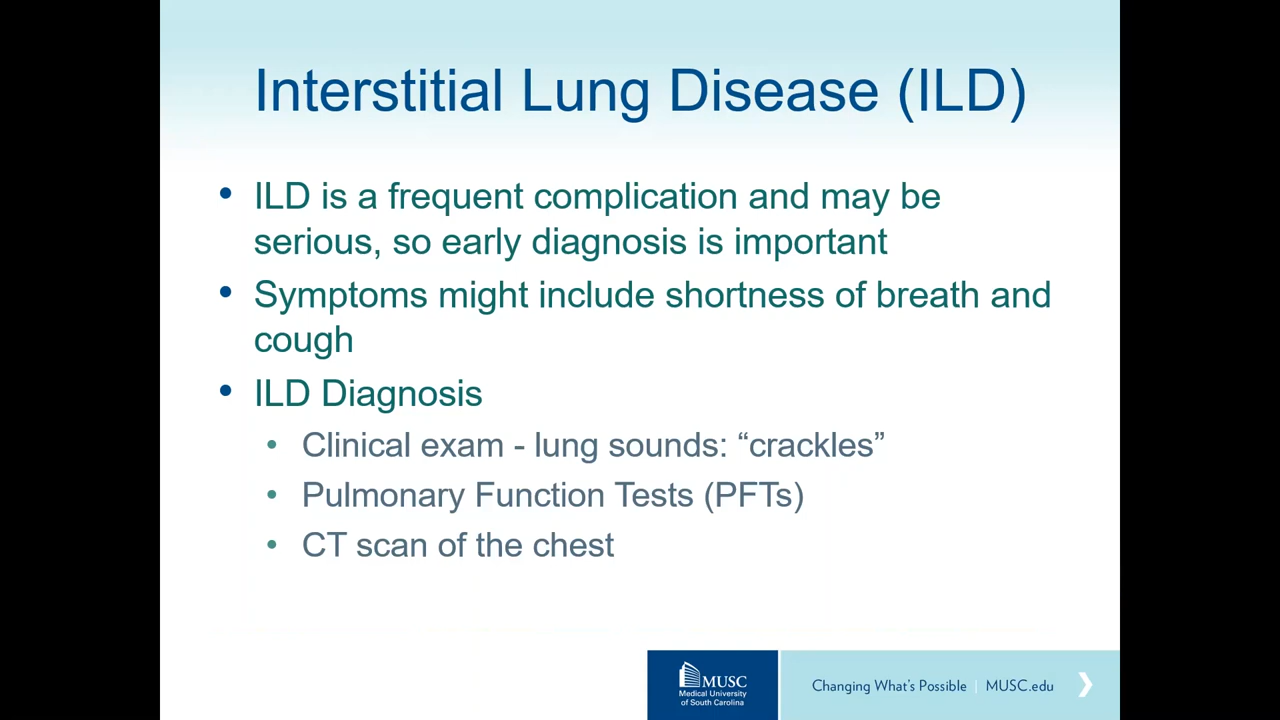 Interstitial Lung Disease (ILD)
• ILD is a frequent complication and may be
serious, so early diagnosis is important
• Symptoms might include shortness of breath and
cough
• ILD Diagnosis
• Clinical exam - lung sounds: “crackles”
• Pulmonary Function Tests (PFTs)
• CT scan of the chest
MUSC
Medical University
of South Carolina
Changing What’s Possible | MUSC.edu